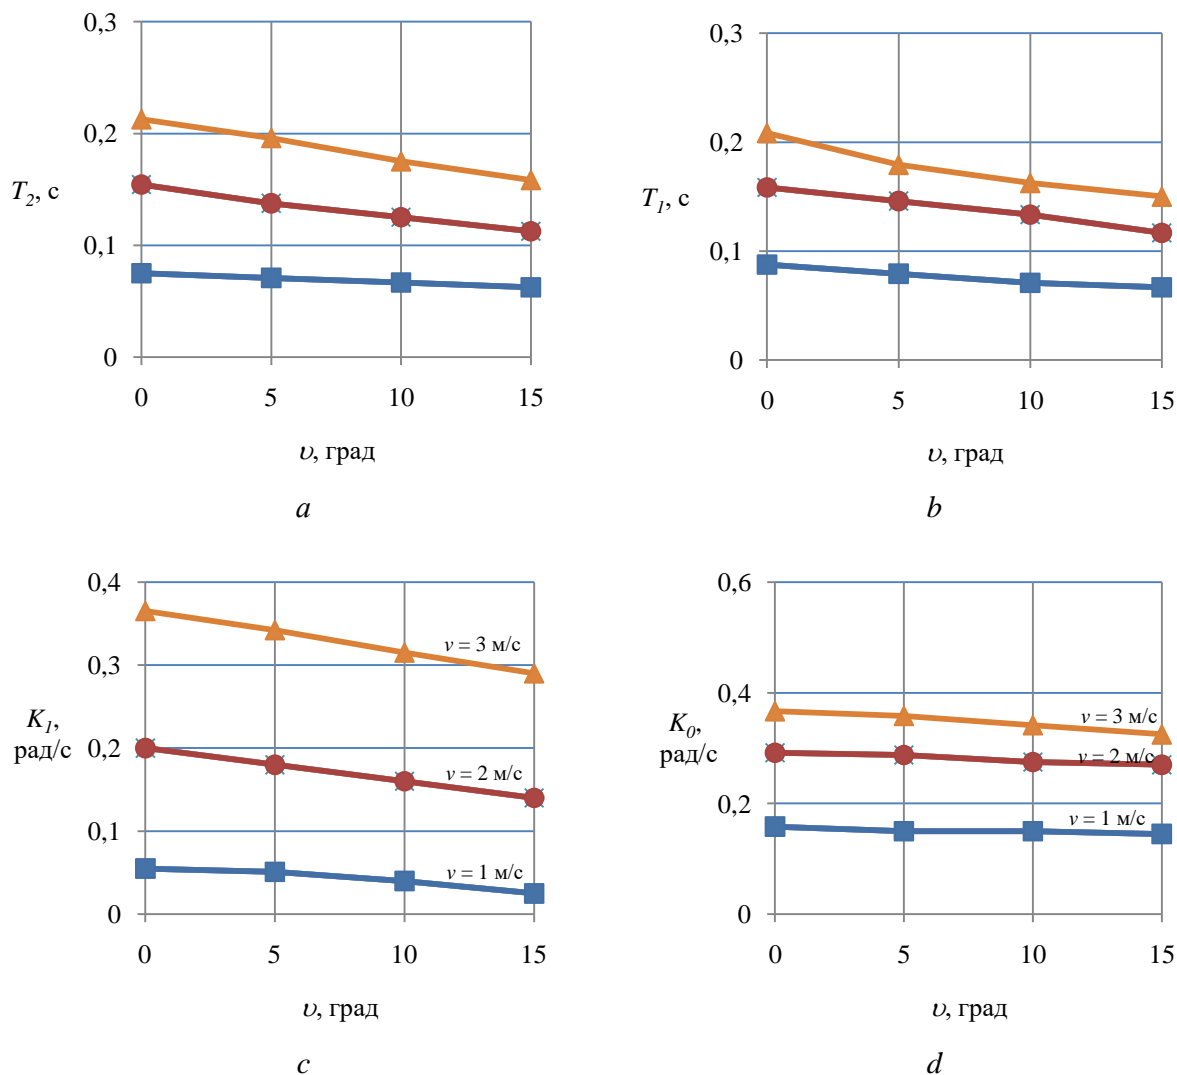 0,3
0,2
T2, с
0,1
0
0 5 10 15
υ, град
a
0,3
0,2
T1, с
0,1
0
0 5 10 15
υ, град
b
0,4
v = 3 м/с
0,3
K1,
рад/с
0,2
v = 2 м/с
0,1
v = 1 м/с
0
0 5 10 15
υ, град
c
0,6
0,4
v = 3 м/с
K0,
рад/с
v = 2 м/с
0,2
v = 1 м/с
0
0 5 10 15
υ, град
d